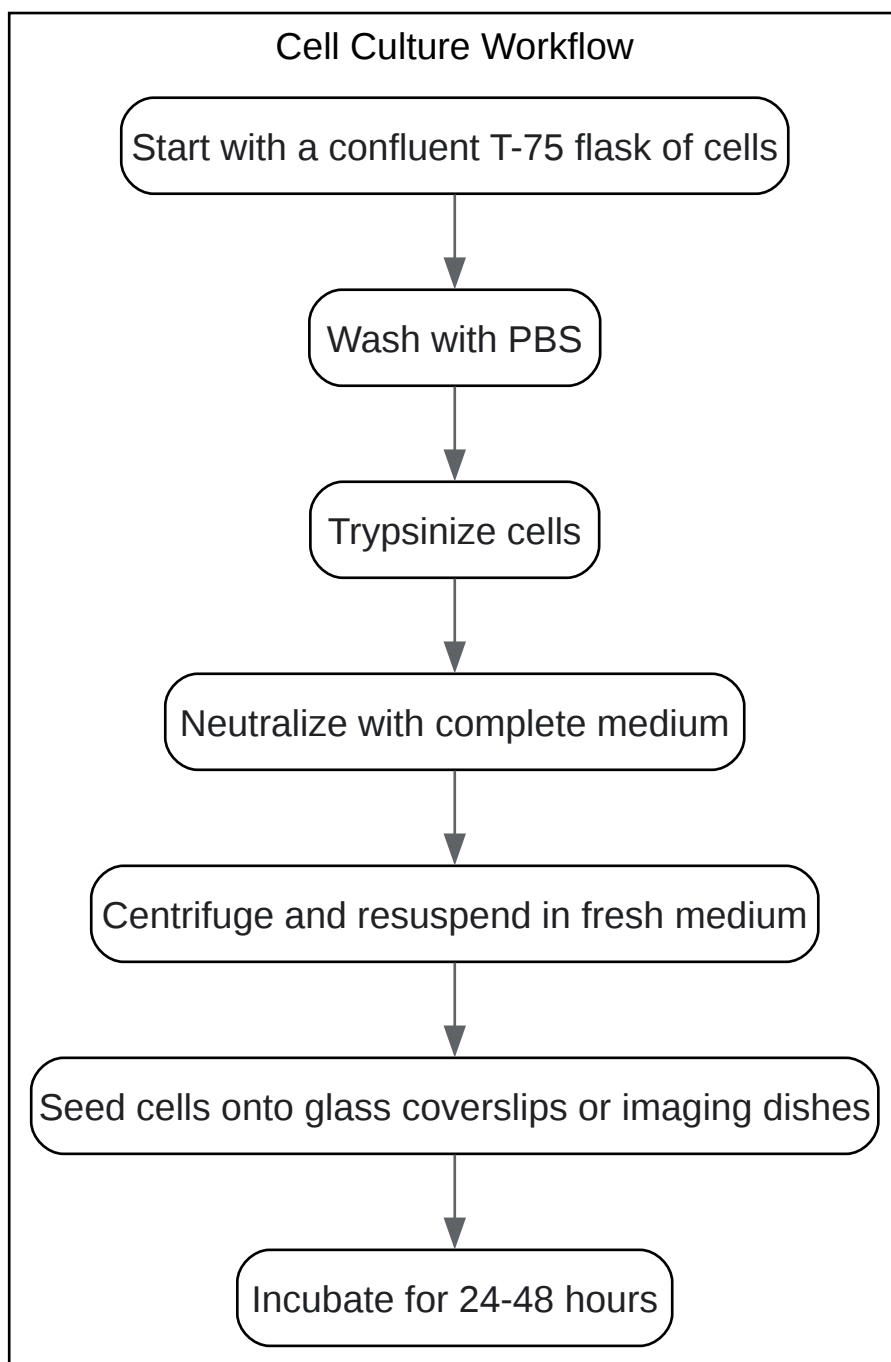 Cell Culture Workflow
Start with a confluent T-75 flask of cells
Wash with PBS
Trypsinize cells
Neutralize with complete medium
Centrifuge and resuspend in fresh medium
Seed cells onto glass coverslips or imaging dishes
Incubate for 24-48 hours